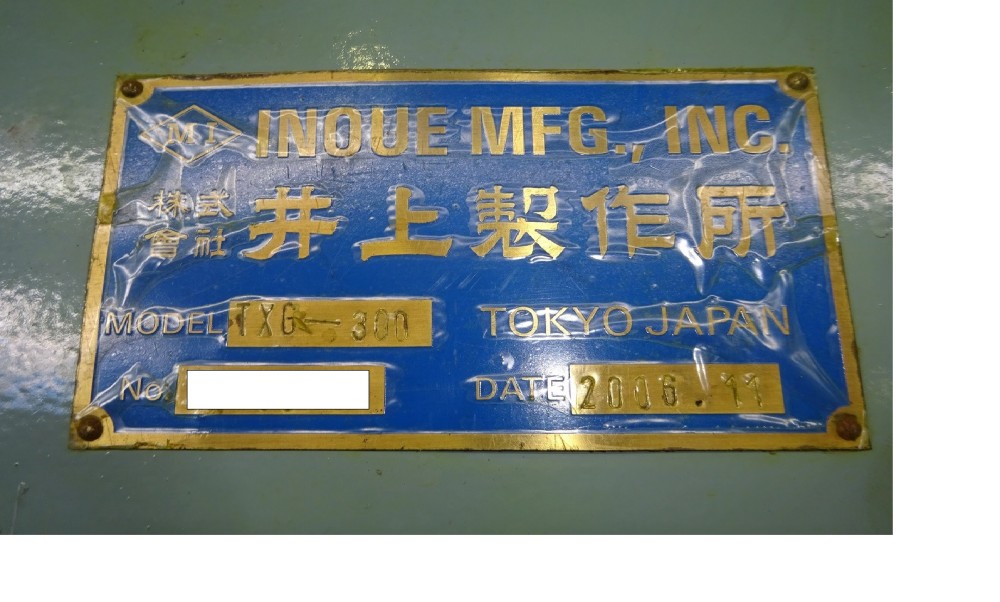 MI INOUE MFG., INC.
株式
會社 井上製作所
MODEL TXG-300 TOKYO JAPAN
No. DATE 2006.11